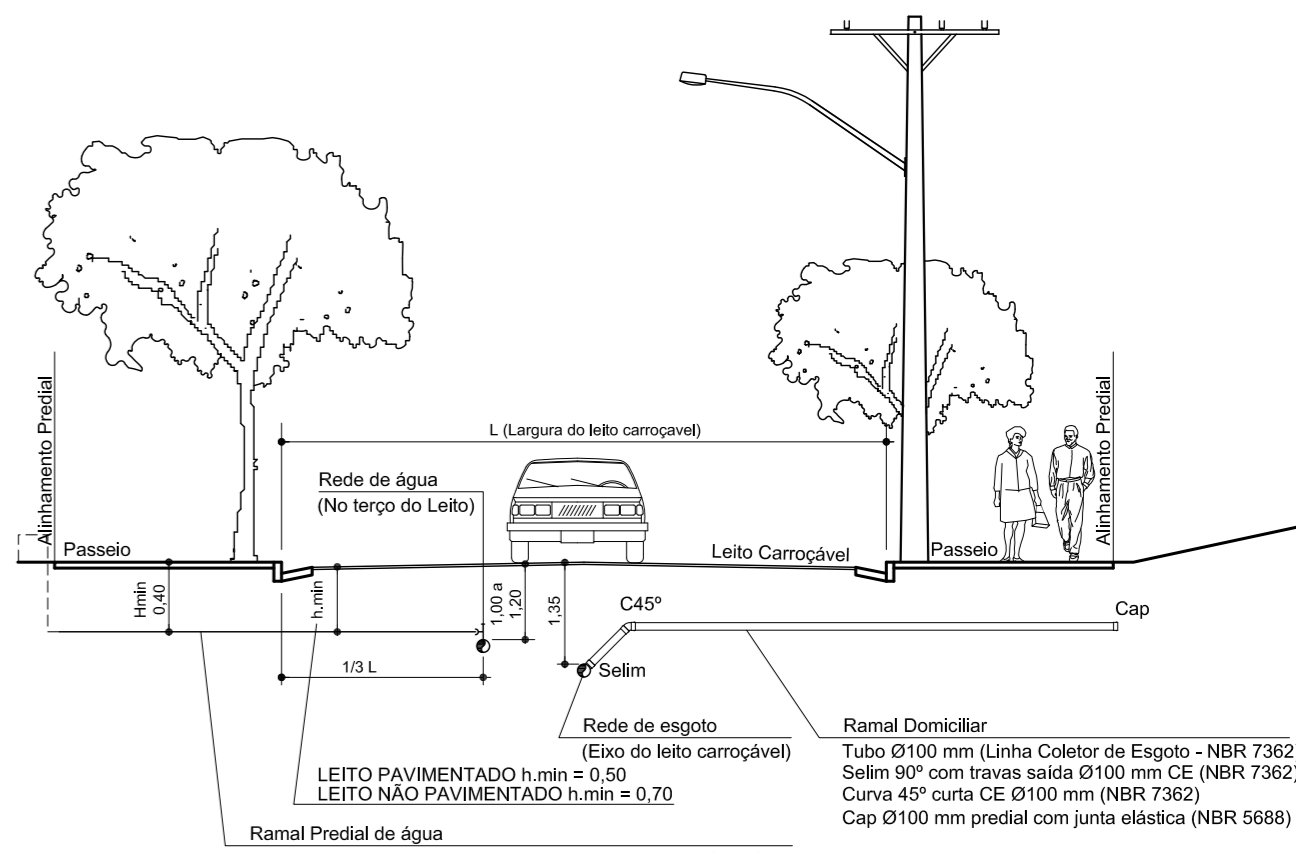 L (Largura do leito carroçavel)
Rede de água
(No terço do Leito)
Alinhamento Predial
Alinhamento Predial
Passeio
Leito Carroçável
Passeio
Hmin
0,40
h.min
1,00 a
1,20
1,35
C45º
Cap
1/3 L
Selim
Rede de esgoto
(Eixo do leito carroçável)
Ramal Domiciliar
Tubo Ø100 mm (Linha Coletor de Esgoto - NBR 7362)
Selim 90º com travas saída Ø100 mm CE (NBR 7362)
Curva 45º curta CE Ø100 mm (NBR 7362)
Cap Ø100 mm predial com junta elástica (NBR 5688)
LEITO PAVIMENTADO h.min = 0,50
LEITO NÃO PAVIMENTADO h.min = 0,70
Ramal Predial de água